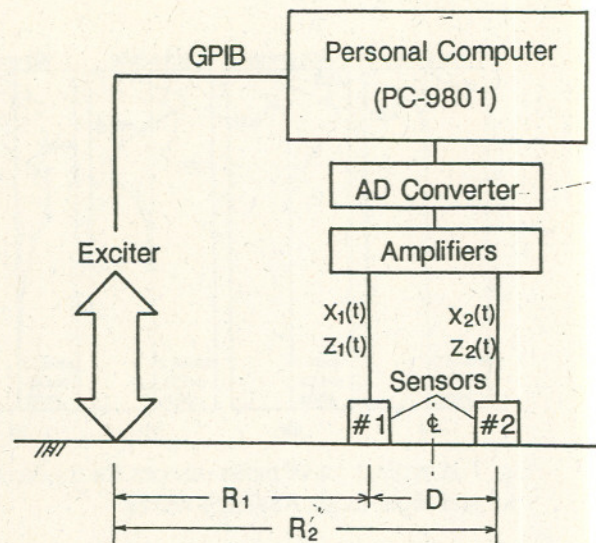 GPIB
Personal Computer
(PC-9801)
AD Converter
Amplifiers
Exciter
X₁(t)
Z₁(t)
X₂(t)
Z₂(t)
Sensors
#1
℄
#2
R₁
D
R₂